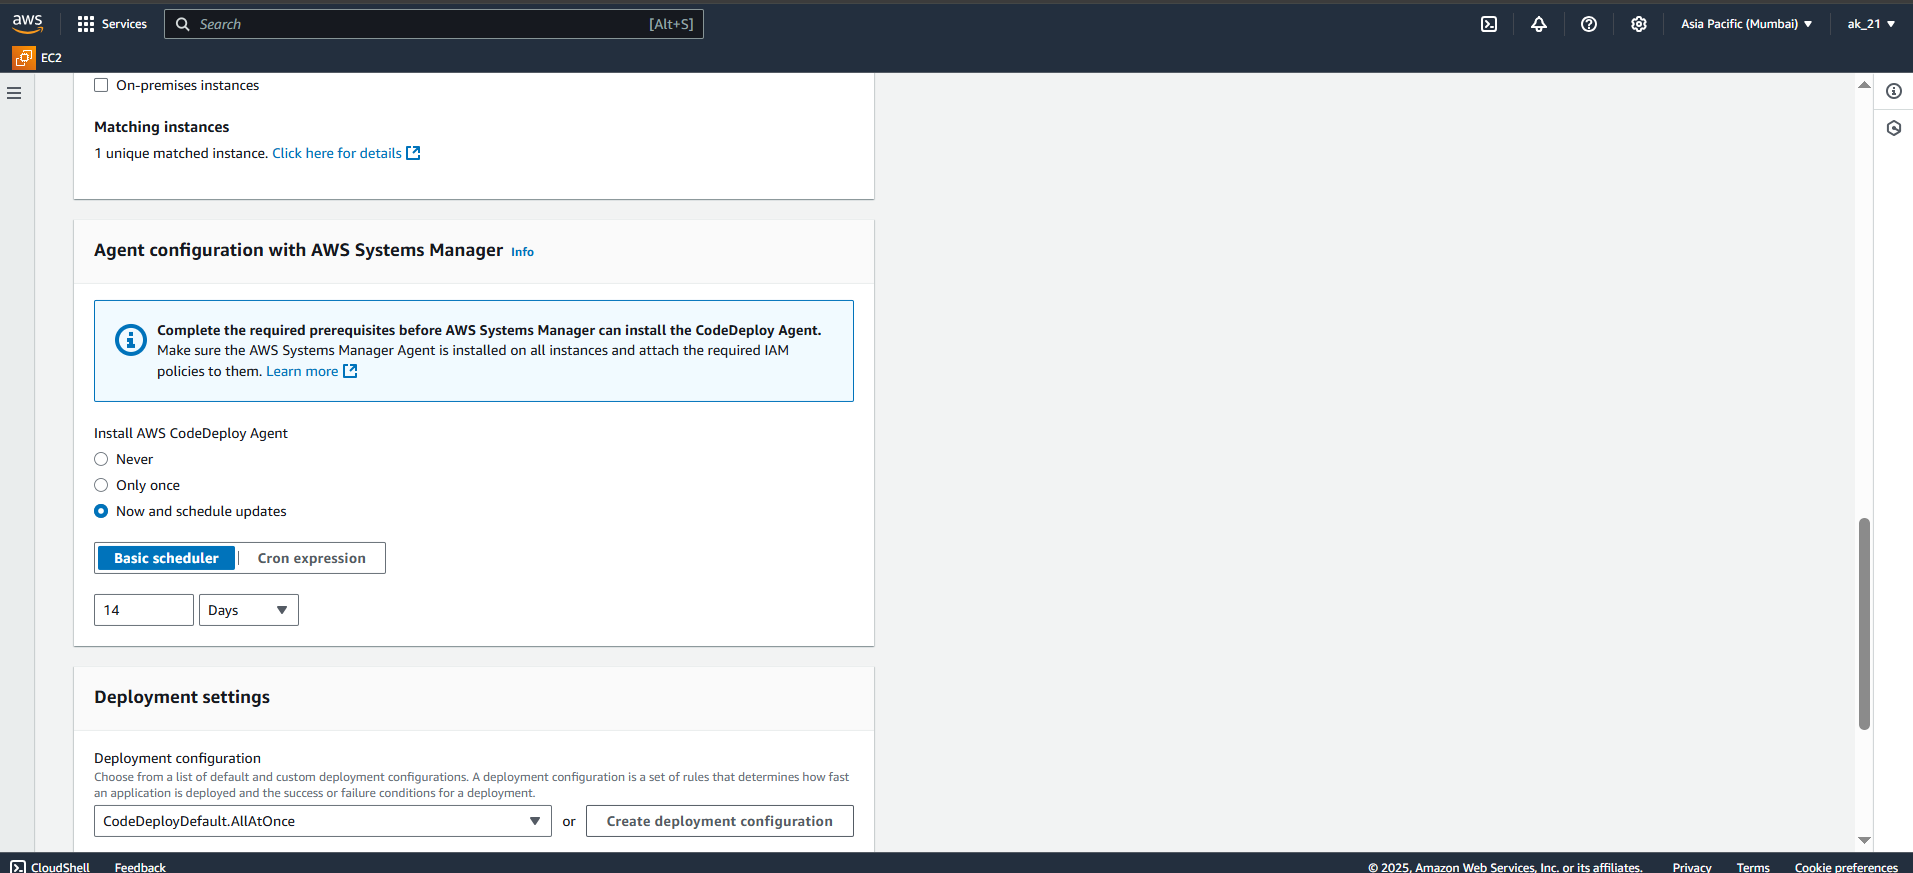 aws
Services
Search
[Alt+S]
Asia Pacific (Mumbai)
ak_21
EC2
On-premises instances
Matching instances
1 unique matched instance. Click here for details
Agent configuration with AWS Systems Manager Info
Complete the required prerequisites before AWS Systems Manager can install the CodeDeploy Agent.
Make sure the AWS Systems Manager Agent is installed on all instances and attach the required IAM
policies to them. Learn more
Install AWS CodeDeploy Agent
Never
Only once
Now and schedule updates
Basic scheduler
Cron expression
14
Days
Deployment settings
Deployment configuration
Choose from a list of default and custom deployment configurations. A deployment configuration is a set of rules that determines how fast
an application is deployed and the success or failure conditions for a deployment.
CodeDeployDefault.AllAtOnce
or
Create deployment configuration
CloudShell
Feedback
© 2025, Amazon Web Services, Inc. or its affiliates.
Privacy
Terms
Cookie preferences